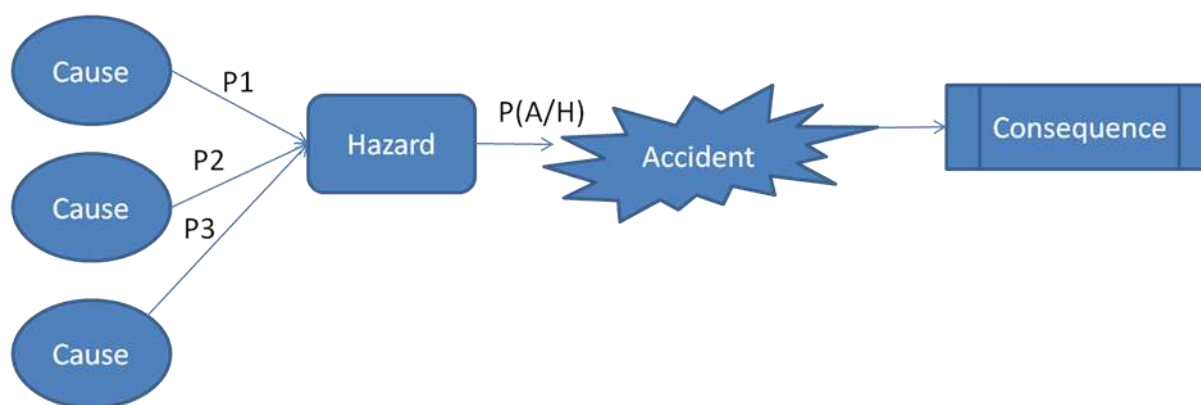 Cause
P1
Hazard
P(A/H)
Accident
Consequence
P2
Cause
P3
Cause